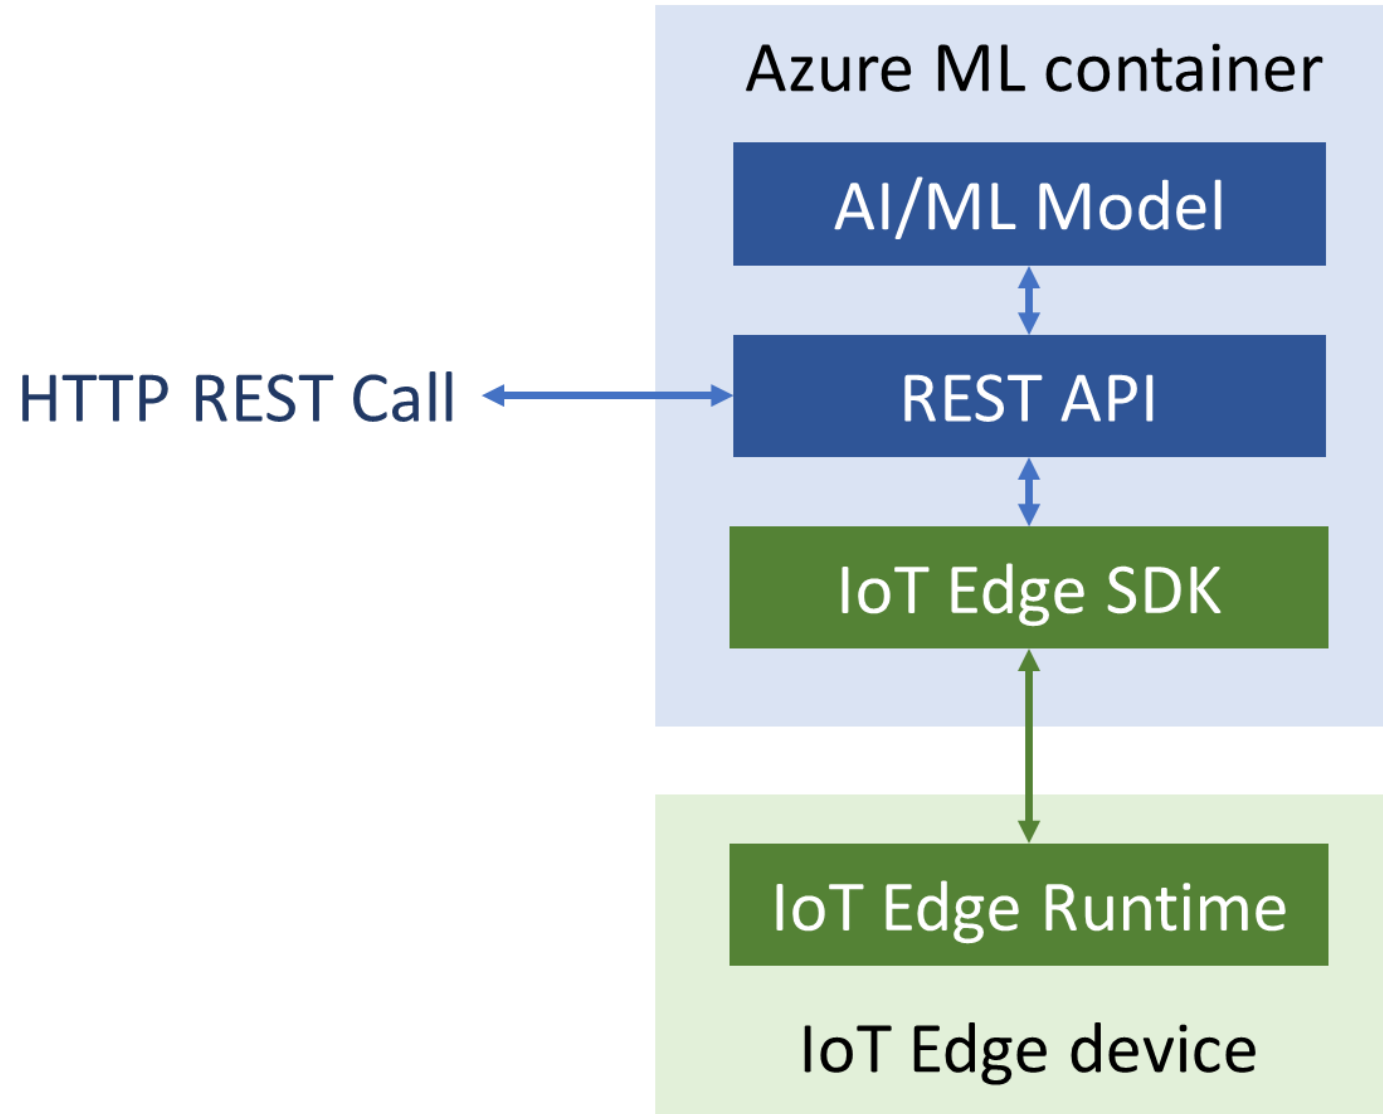 Azure ML container
AI/ML Model
HTTP REST Call
REST API
IoT Edge SDK
IoT Edge Runtime
IoT Edge device